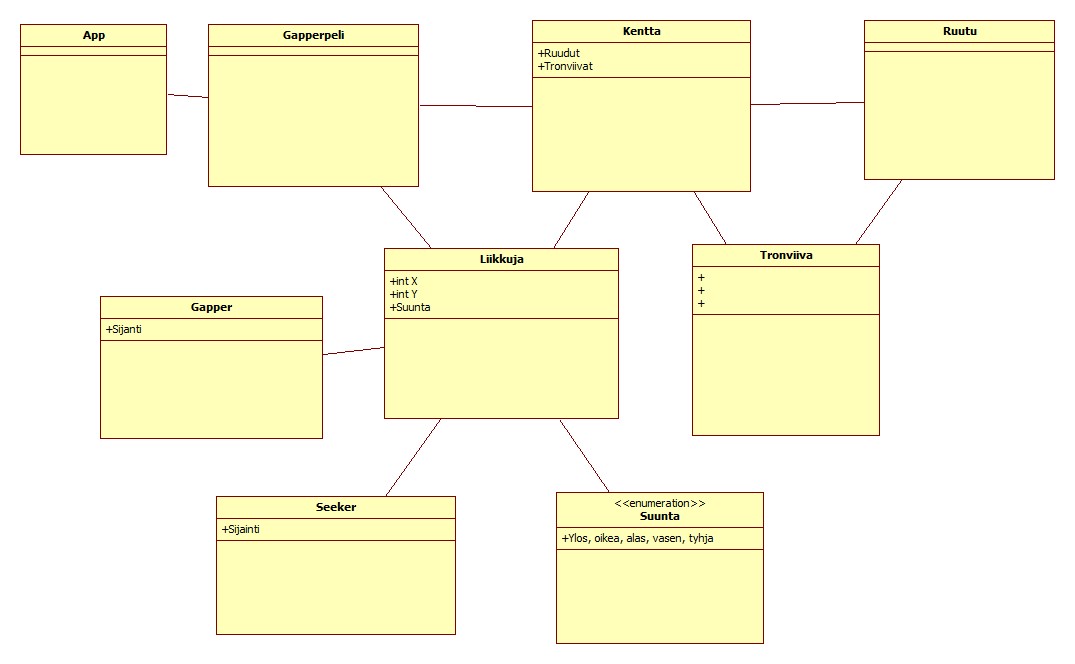 App
Gapperpeli
Kentta
+Ruudut
+Tronviivat
Ruutu
Liikkuja
+int X
+int Y
+Suunta
Tronviiva
+
+
+
Gapper
+Sijanti
Seeker
+Sijainti
<<enumeration>>
Suunta
+Ylos, oikea, alas, vasen, tyhja